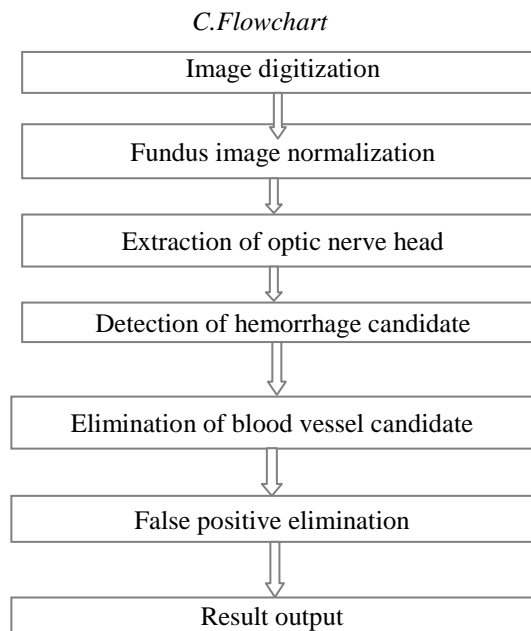 C.Flowchart
Image digitization
Fundus image normalization
Extraction of optic nerve head
Detection of hemorrhage candidate
Elimination of blood vessel candidate
False positive elimination
Result output